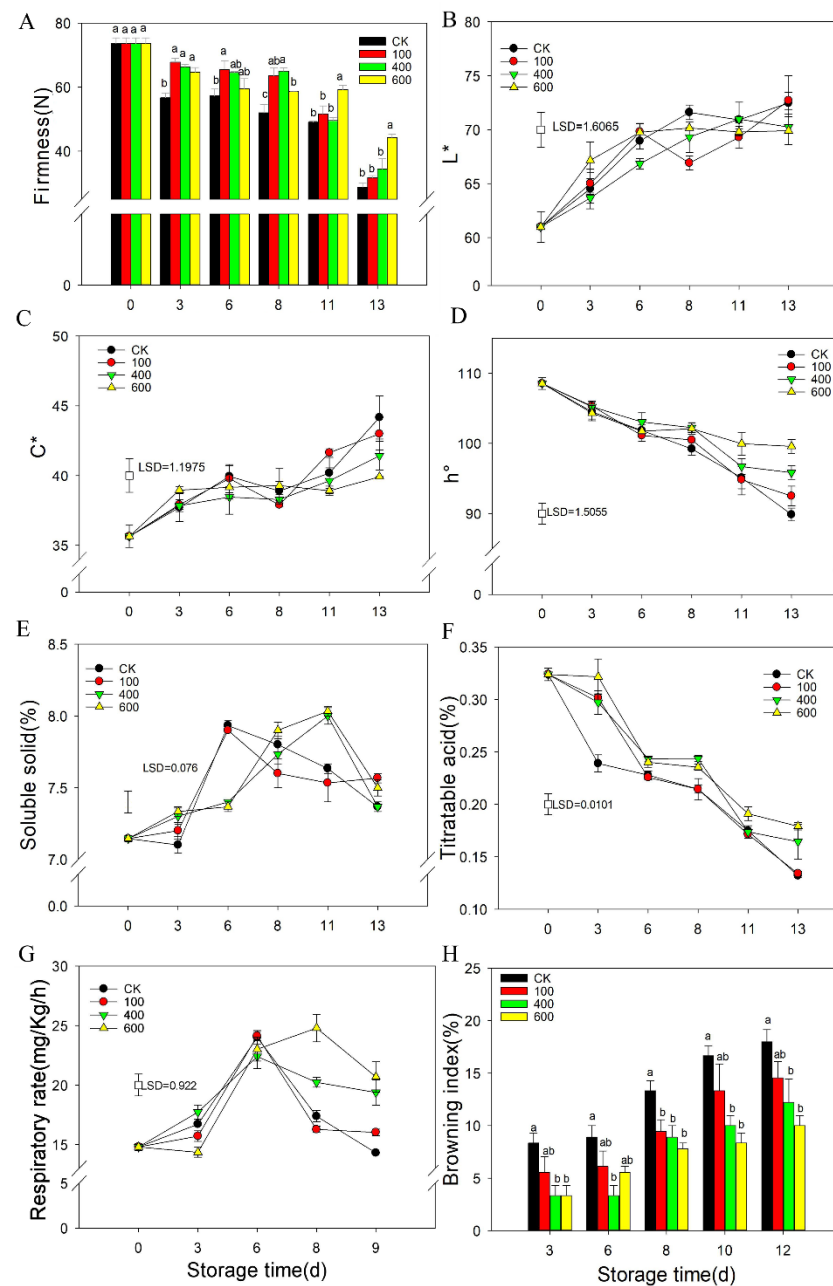 A
80
60
40
0
Firmness(N)
a a a a
b a a a
b a ab ab
c ab a b
b b b a
b b b a
CK
100
400
600
0 3 6 8 11 13
B
80
75
70
65
60
0
L*
CK
100
400
600
LSD=1.6065
0 3 6 8 11 13
C
50
45
40
35
0
C*
CK
100
400
600
LSD=1.1975
0 3 6 8 11 13
D
110
100
90
0
h°
CK
100
400
600
LSD=1.5055
0 3 6 8 11 13
E
8.5
8.0
7.5
7.0
0.0
Soluble solid(%)
CK
100
400
600
LSD=0.076
0 3 6 8 11 13
F
0.35
0.30
0.25
0.20
0.15
0.10
Titratable acid(%)
CK
100
400
600
LSD=0.0101
0 3 6 8 11 13
G
30
25
20
15
5
0
Respiratory rate(mg/Kg/h)
CK
100
400
600
LSD=0.922
0 3 6 8 9
Storage time(d)
H
25
20
15
10
5
0
Browning index(%)
CK
100
400
600
a ab b b
a ab b ab
a b b b
a ab b b
a ab b b
3 6 8 10 12
Storage time(d)